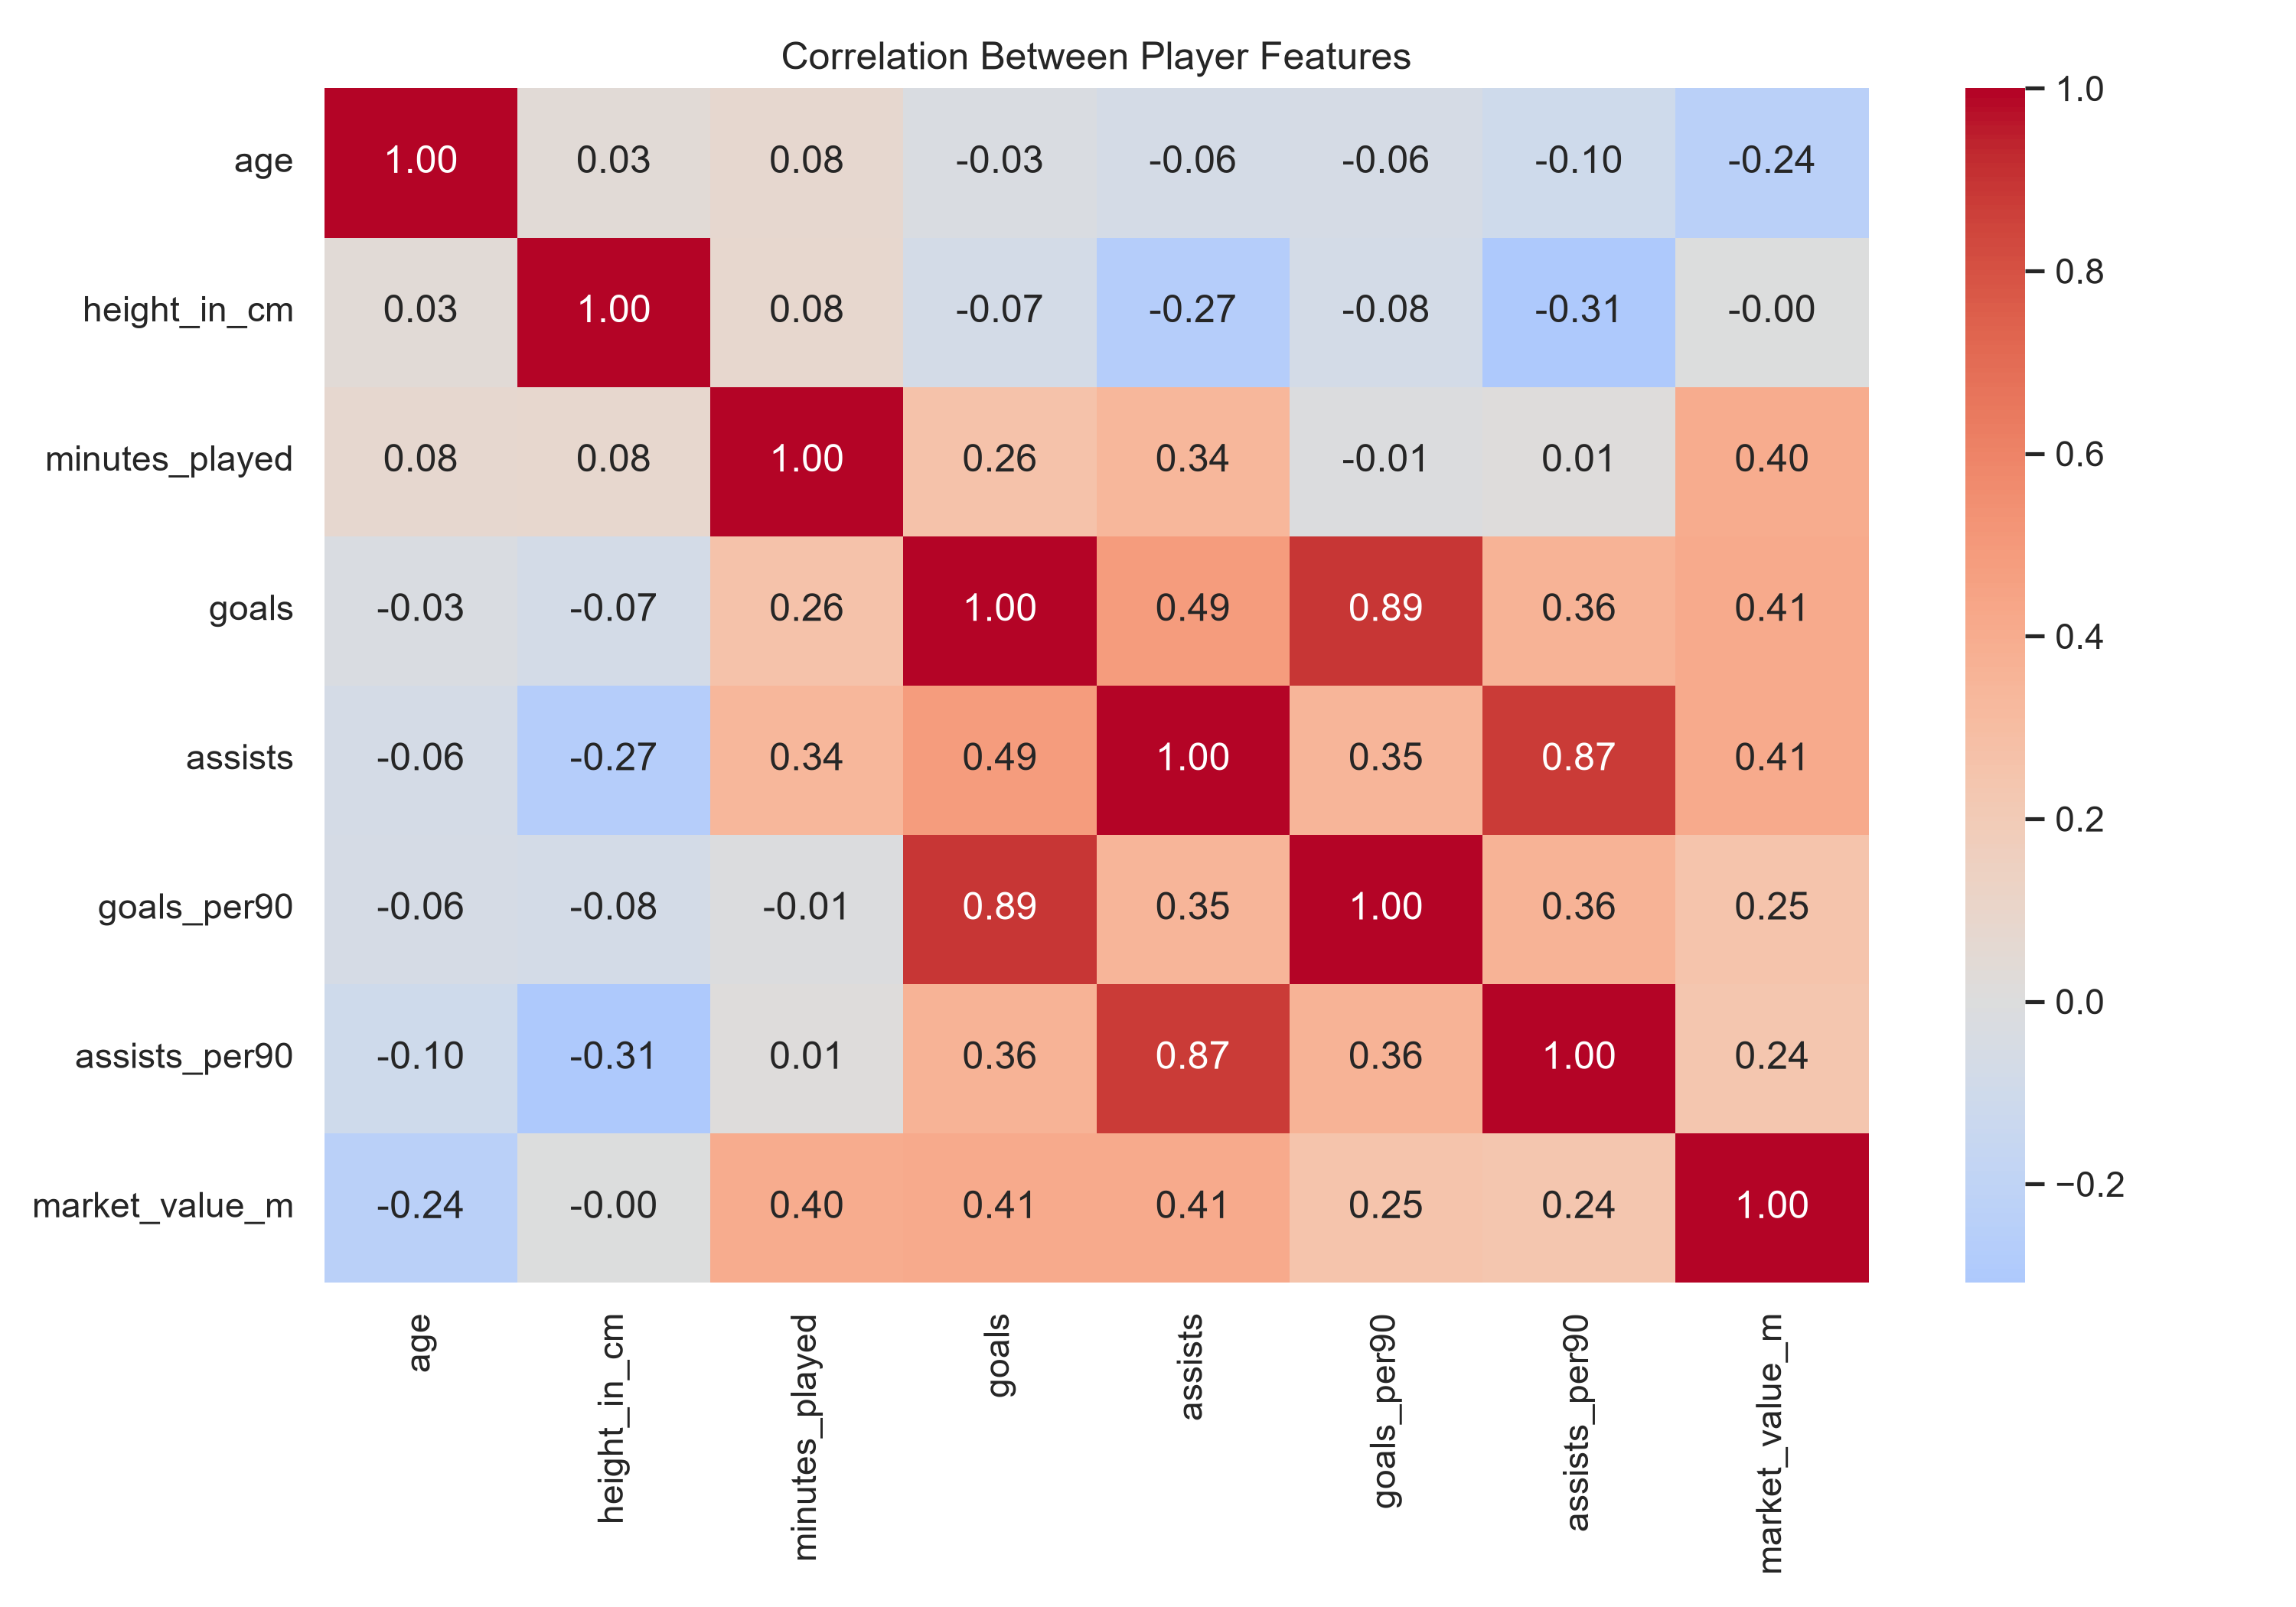 Correlation Between Player Features
age 1.00 0.03 0.08 -0.03 -0.06 -0.06 -0.10 -0.24
height_in_cm 0.03 1.00 0.08 -0.07 -0.27 -0.08 -0.31 -0.00
minutes_played 0.08 0.08 1.00 0.26 0.34 -0.01 0.01 0.40
goals -0.03 -0.07 0.26 1.00 0.49 0.89 0.36 0.41
assists -0.06 -0.27 0.34 0.49 1.00 0.35 0.87 0.41
goals_per90 -0.06 -0.08 -0.01 0.89 0.35 1.00 0.36 0.25
assists_per90 -0.10 -0.31 0.01 0.36 0.87 0.36 1.00 0.24
market_value_m -0.24 -0.00 0.40 0.41 0.41 0.25 0.24 1.00
age
height_in_cm
minutes_played
goals
assists
goals_per90
assists_per90
market_value_m
1.0
0.8
0.6
0.4
0.2
0.0
−0.2